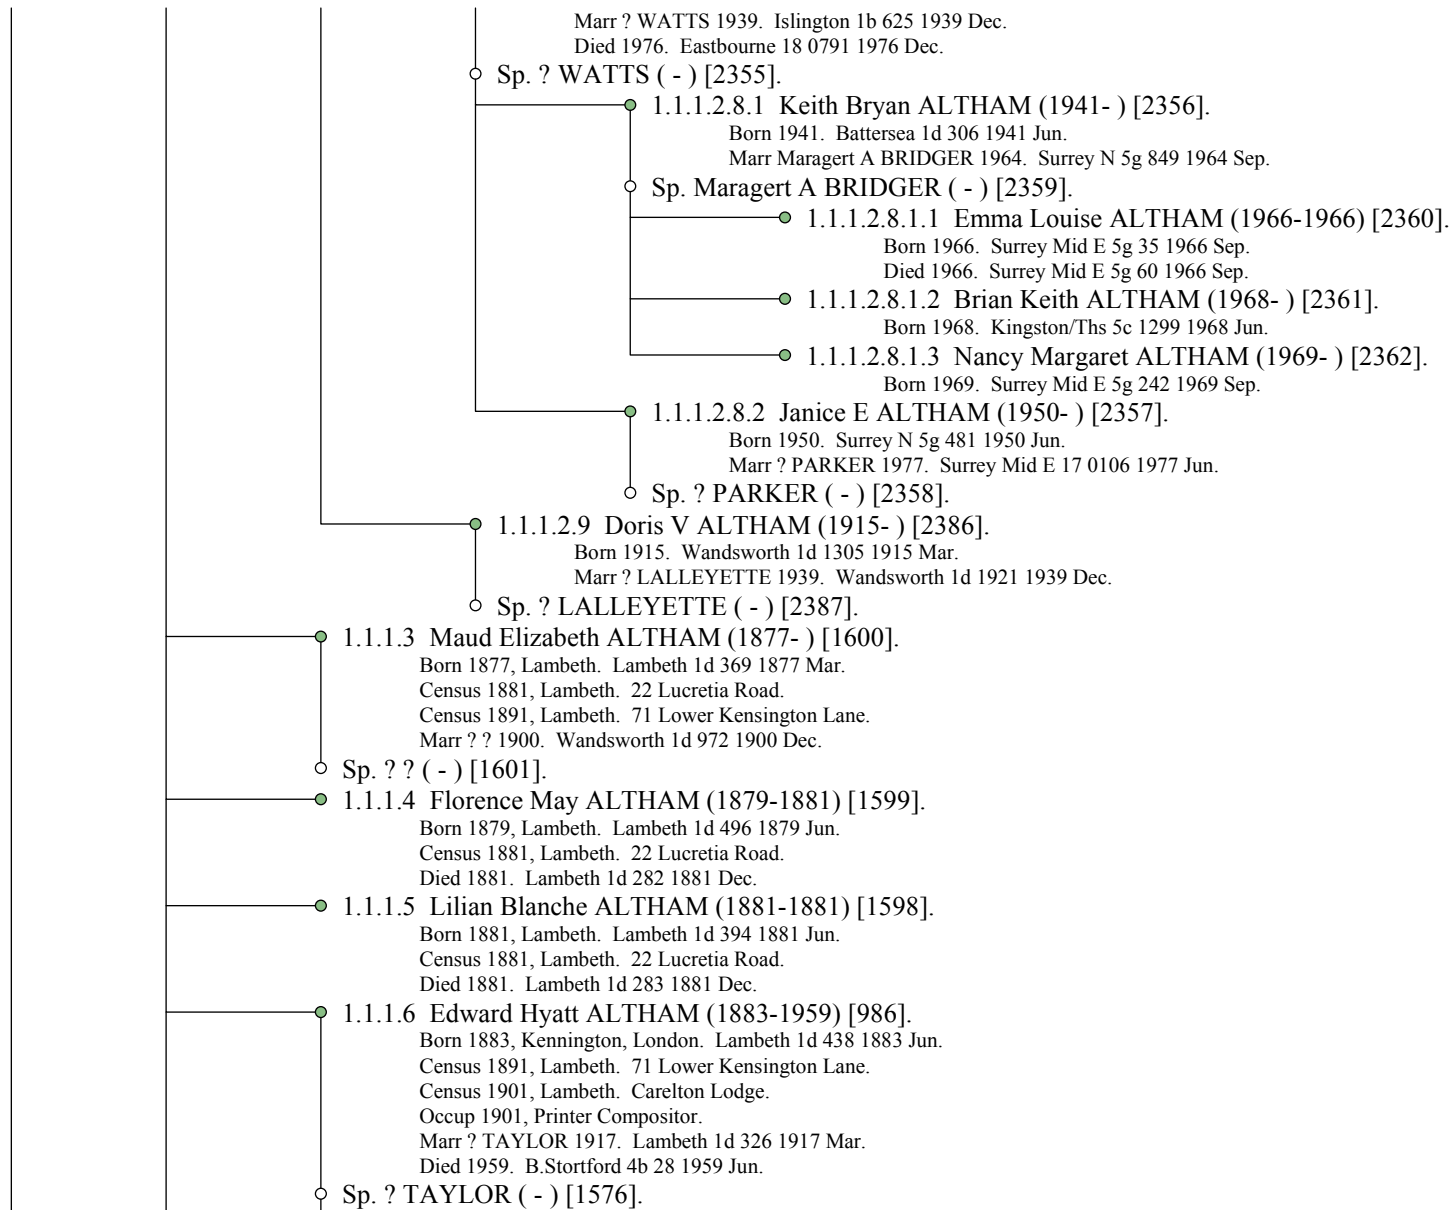 Marr ? WATTS 1939. Islington 1b 625 1939 Dec.
Died 1976. Eastbourne 18 0791 1976 Dec.
Sp. ? WATTS ( - ) [2355].
1.1.1.2.8.1 Keith Bryan ALTHAM (1941- ) [2356].
Born 1941. Battersea 1d 306 1941 Jun.
Marr Maragert A BRIDGER 1964. Surrey N 5g 849 1964 Sep.
Sp. Maragert A BRIDGER ( - ) [2359].
1.1.1.2.8.1.1 Emma Louise ALTHAM (1966-1966) [2360].
Born 1966. Surrey Mid E 5g 35 1966 Sep.
Died 1966. Surrey Mid E 5g 60 1966 Sep.
1.1.1.2.8.1.2 Brian Keith ALTHAM (1968- ) [2361].
Born 1968. Kingston/Ths 5c 1299 1968 Jun.
1.1.1.2.8.1.3 Nancy Margaret ALTHAM (1969- ) [2362].
Born 1969. Surrey Mid E 5g 242 1969 Sep.
1.1.1.2.8.2 Janice E ALTHAM (1950- ) [2357].
Born 1950. Surrey N 5g 481 1950 Jun.
Marr ? PARKER 1977. Surrey Mid E 17 0106 1977 Jun.
Sp. ? PARKER ( - ) [2358].
1.1.1.2.9 Doris V ALTHAM (1915- ) [2386].
Born 1915. Wandsworth 1d 1305 1915 Mar.
Marr ? LALLEYETTE 1939. Wandsworth 1d 1921 1939 Dec.
Sp. ? LALLEYETTE ( - ) [2387].
1.1.1.3 Maud Elizabeth ALTHAM (1877- ) [1600].
Born 1877, Lambeth. Lambeth 1d 369 1877 Mar.
Census 1881, Lambeth. 22 Lucretia Road.
Census 1891, Lambeth. 71 Lower Kensington Lane.
Marr ? ? 1900. Wandsworth 1d 972 1900 Dec.
Sp. ? ? ( - ) [1601].
1.1.1.4 Florence May ALTHAM (1879-1881) [1599].
Born 1879, Lambeth. Lambeth 1d 496 1879 Jun.
Census 1881, Lambeth. 22 Lucretia Road.
Died 1881. Lambeth 1d 282 1881 Dec.
1.1.1.5 Lilian Blanche ALTHAM (1881-1881) [1598].
Born 1881, Lambeth. Lambeth 1d 394 1881 Jun.
Census 1881, Lambeth. 22 Lucretia Road.
Died 1881. Lambeth 1d 283 1881 Dec.
1.1.1.6 Edward Hyatt ALTHAM (1883-1959) [986].
Born 1883, Kennington, London. Lambeth 1d 438 1883 Jun.
Census 1891, Lambeth. 71 Lower Kensington Lane.
Census 1901, Lambeth. Carelton Lodge.
Occup 1901, Printer Compositor.
Marr ? TAYLOR 1917. Lambeth 1d 326 1917 Mar.
Died 1959. B.Stortford 4b 28 1959 Jun.
Sp. ? TAYLOR ( - ) [1576].